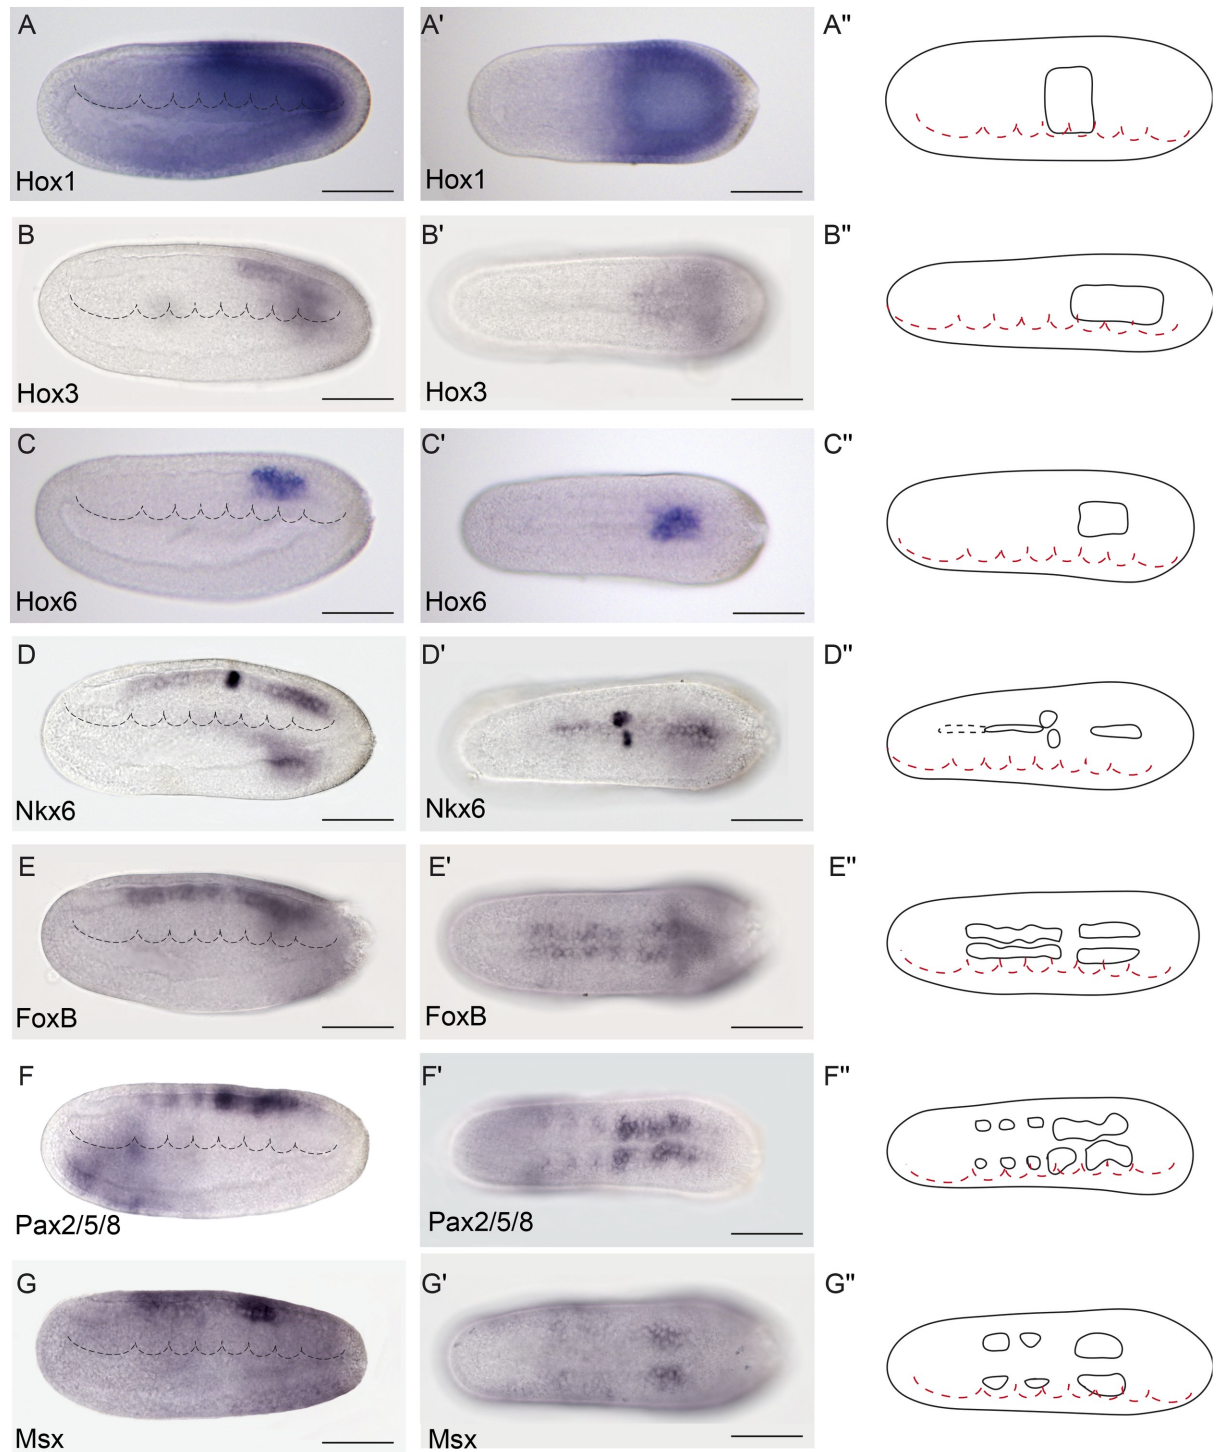 A A' A''
Hox1 Hox1
B B' B''
Hox3 Hox3
C C' C''
Hox6 Hox6
D D' D''
Nkx6 Nkx6
E E' E''
FoxB FoxB
F F' F''
Pax2/5/8 Pax2/5/8
G G' G''
Msx Msx